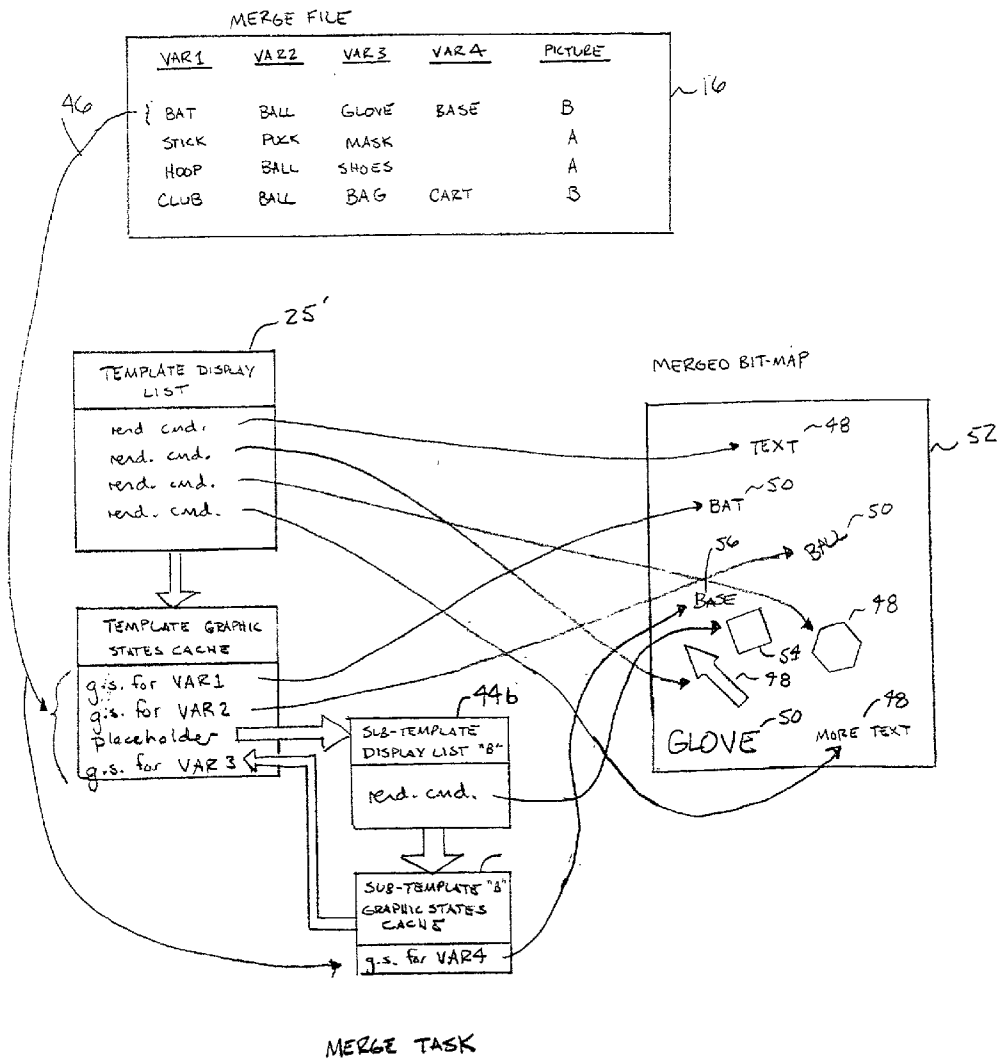 MERGE FILE
VAR1 VAR2 VAR3 VAR4 PICTURE
16
46
BAT BALL GLOVE BASE B
STICK PUCK MASK A
HOOP BALL SHOES A
CLUB BALL BAG CART B
25'
TEMPLATE DISPLAY
LIST
rend cmd.
rend. cmd.
rend. cmd.
rend. cmd.
MERGED BIT-MAP
52
TEXT 48
BAT 50
BALL 50
56
BASE
48
54
48
GLOVE 50
48
MORE TEXT
TEMPLATE GRAPHIC
STATES CACHE
g.s. for VAR1
g.s. for VAR2
placeholder
g.s. for VAR3
44b
SUB-TEMPLATE
DISPLAY LIST "B"
rend. cmd.
SUB-TEMPLATE "B"
GRAPHIC STATES
CACHE
g.s. for VAR4
MERGE TASK